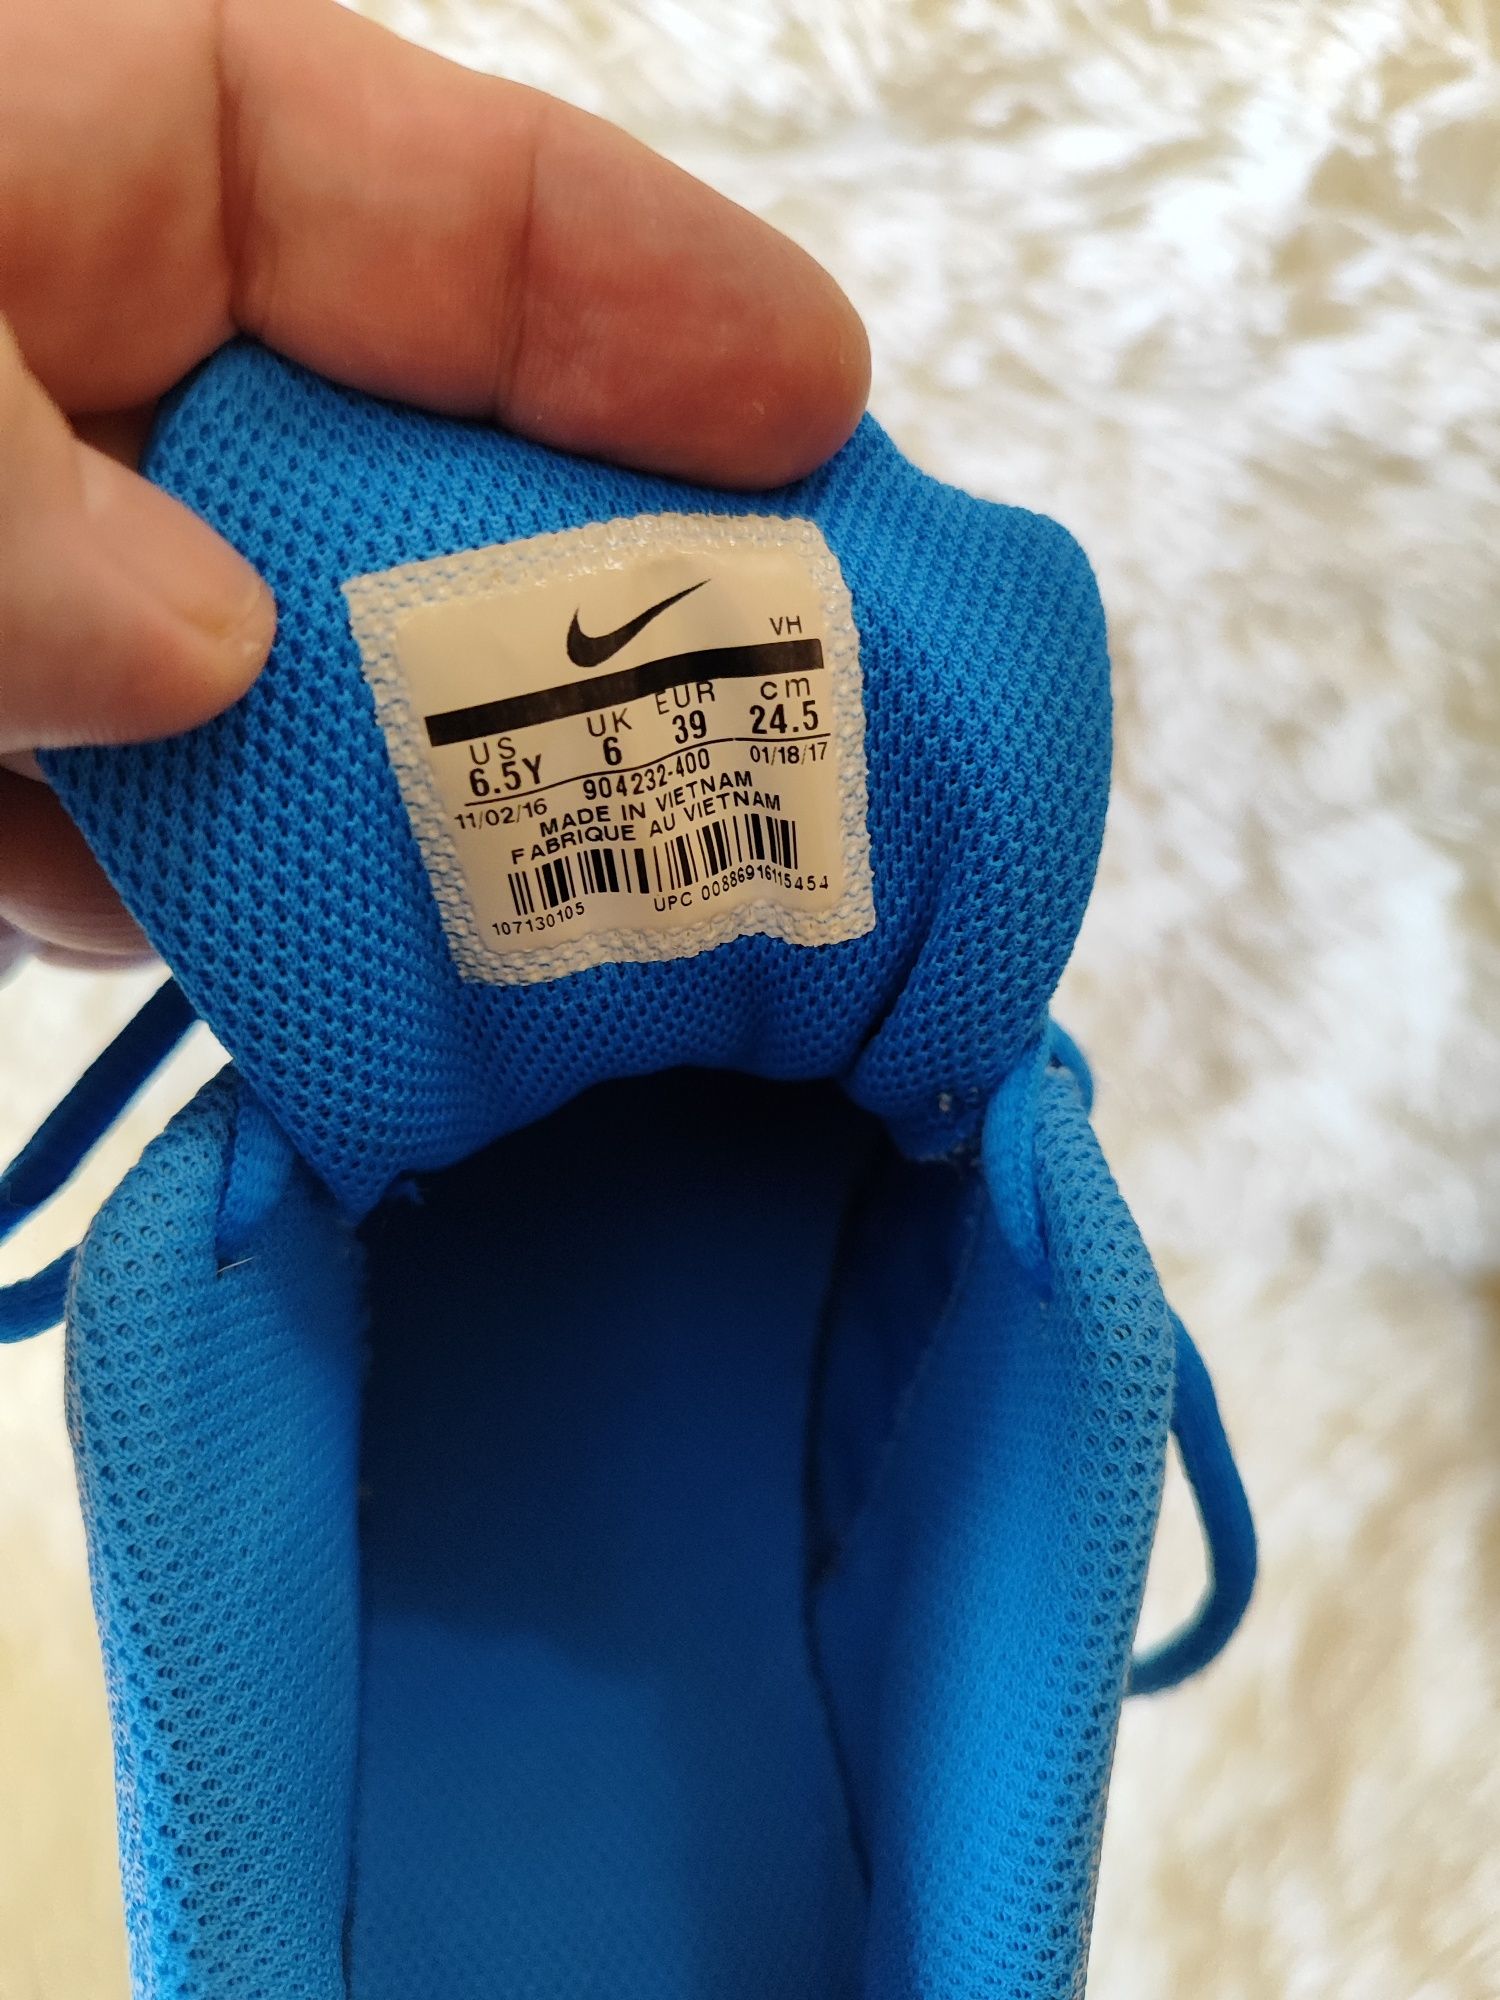 VH
US UK EUR cm
6.5Y 6 39 24.5
11/02/16 904232-400 01/18/17
MADE IN VIETNAM
FABRIQUE AU VIETNAM
107130105 UPC 00886916115454